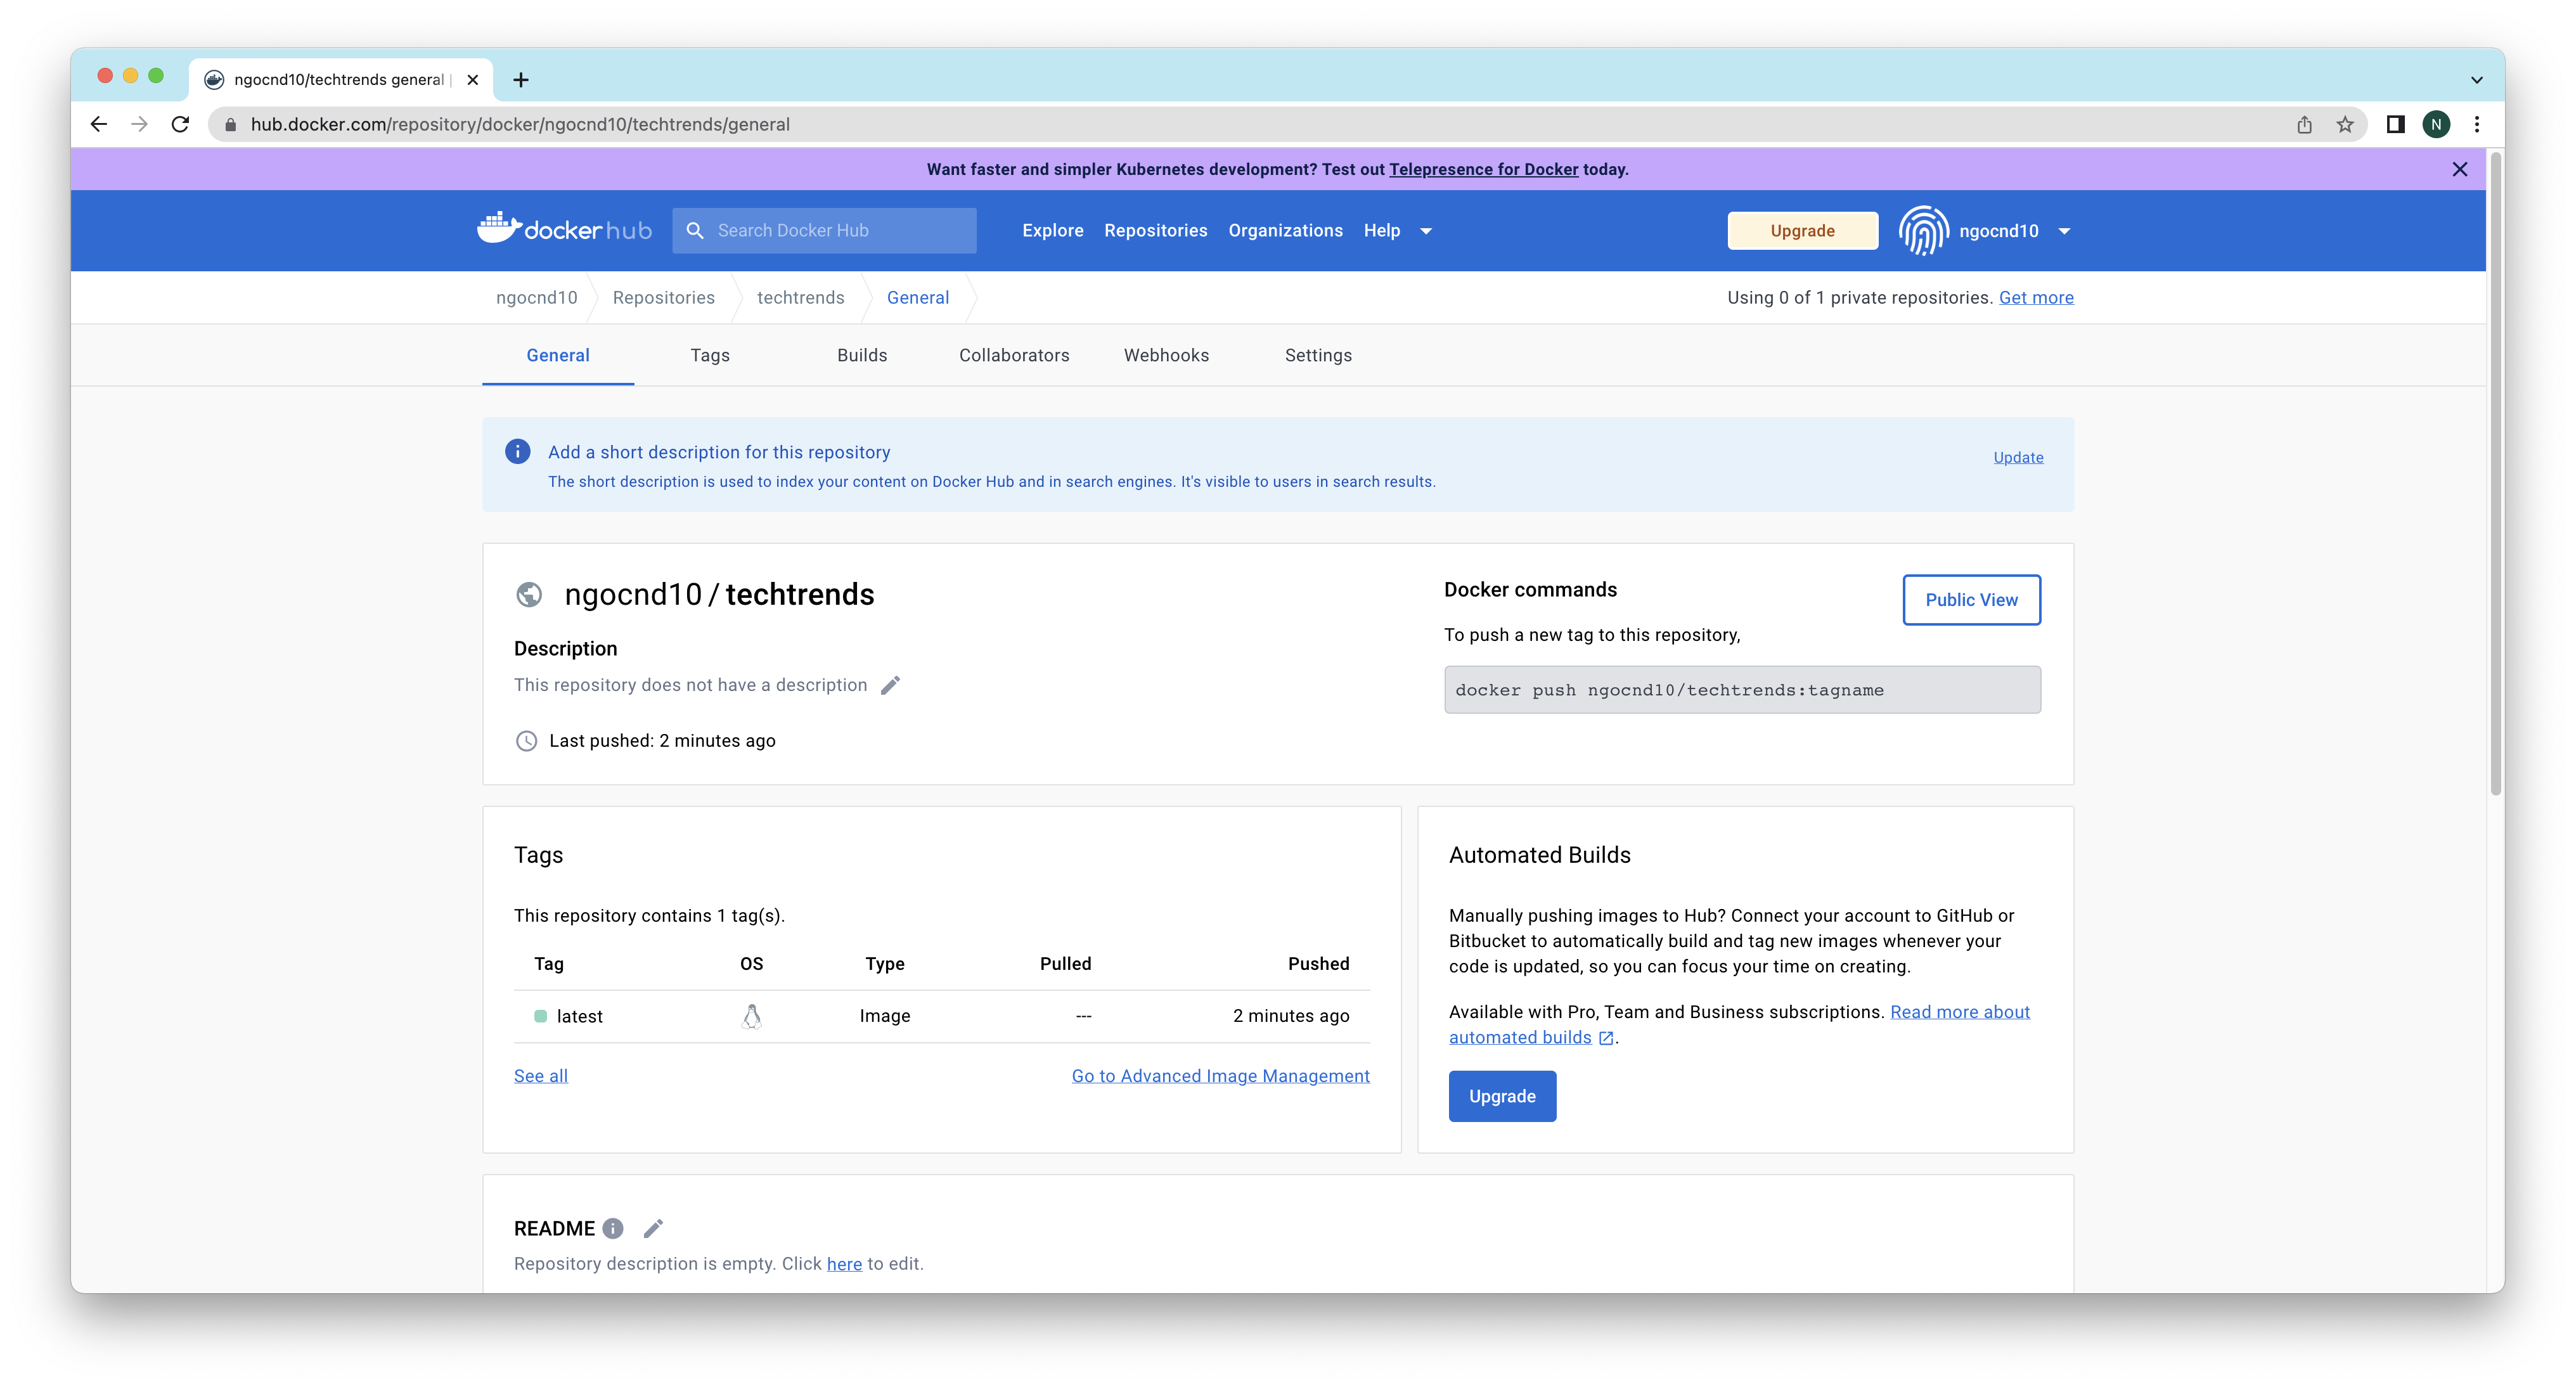 ngocnd10/techtrends general |
hub.docker.com/repository/docker/ngocnd10/techtrends/general
N
Want faster and simpler Kubernetes development? Test out Telepresence for Docker today.
dockerhub
Search Docker Hub
Explore Repositories Organizations Help
Upgrade
ngocnd10
ngocnd10 Repositories techtrends General
Using 0 of 1 private repositories. Get more
General Tags Builds Collaborators Webhooks Settings
Add a short description for this repository
Update
The short description is used to index your content on Docker Hub and in search engines. It's visible to users in search results.
ngocnd10 / techtrends
Description
This repository does not have a description
Last pushed: 2 minutes ago
Docker commands
Public View
To push a new tag to this repository,
docker push ngocnd10/techtrends:tagname
Tags
This repository contains 1 tag(s).
Tag OS Type Pulled Pushed
latest Image --- 2 minutes ago
See all Go to Advanced Image Management
Automated Builds
Manually pushing images to Hub? Connect your account to GitHub or
Bitbucket to automatically build and tag new images whenever your
code is updated, so you can focus your time on creating.
Available with Pro, Team and Business subscriptions. Read more about
automated builds .
Upgrade
README
Repository description is empty. Click here to edit.